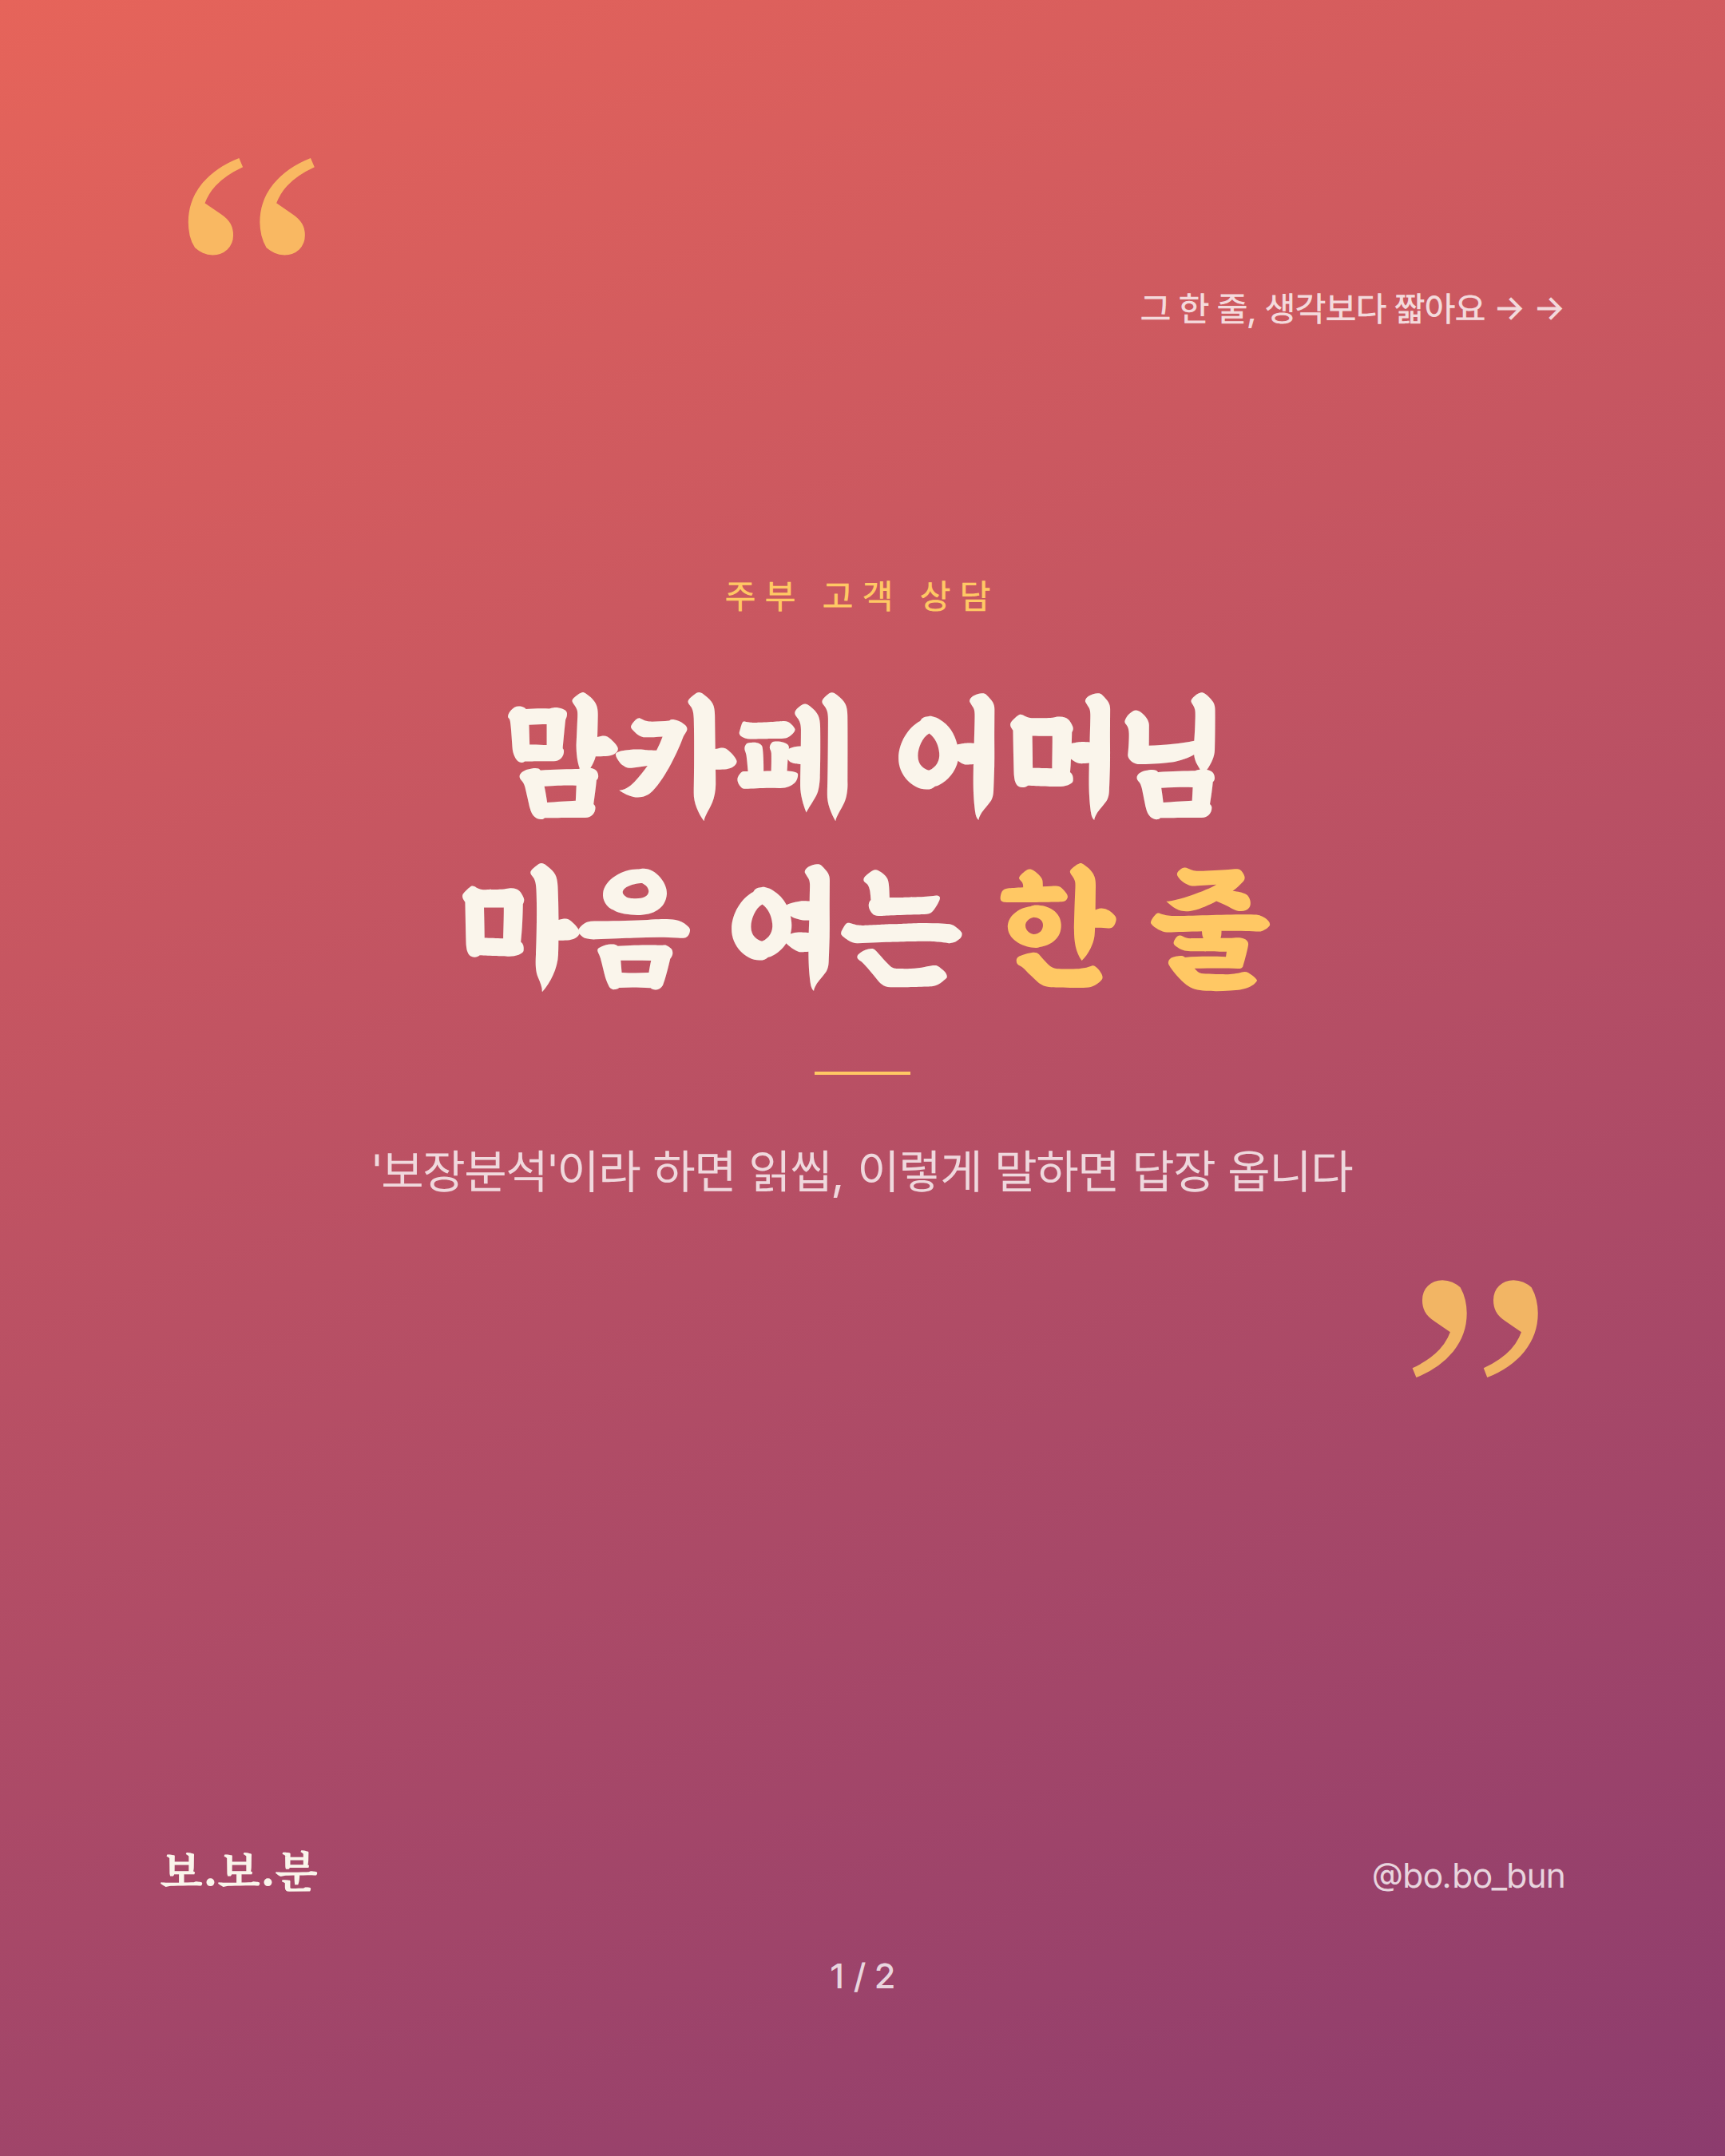 “
그 한 줄, 생각보다 짧아요 → →
주부 고객 상담
맘카페 어머님
마음 여는 한 줄
'보장분석'이라 하면 읽씹, 이렇게 말하면 답장 옵니다
”
보.보.분
@bo.bo_bun
1 / 2